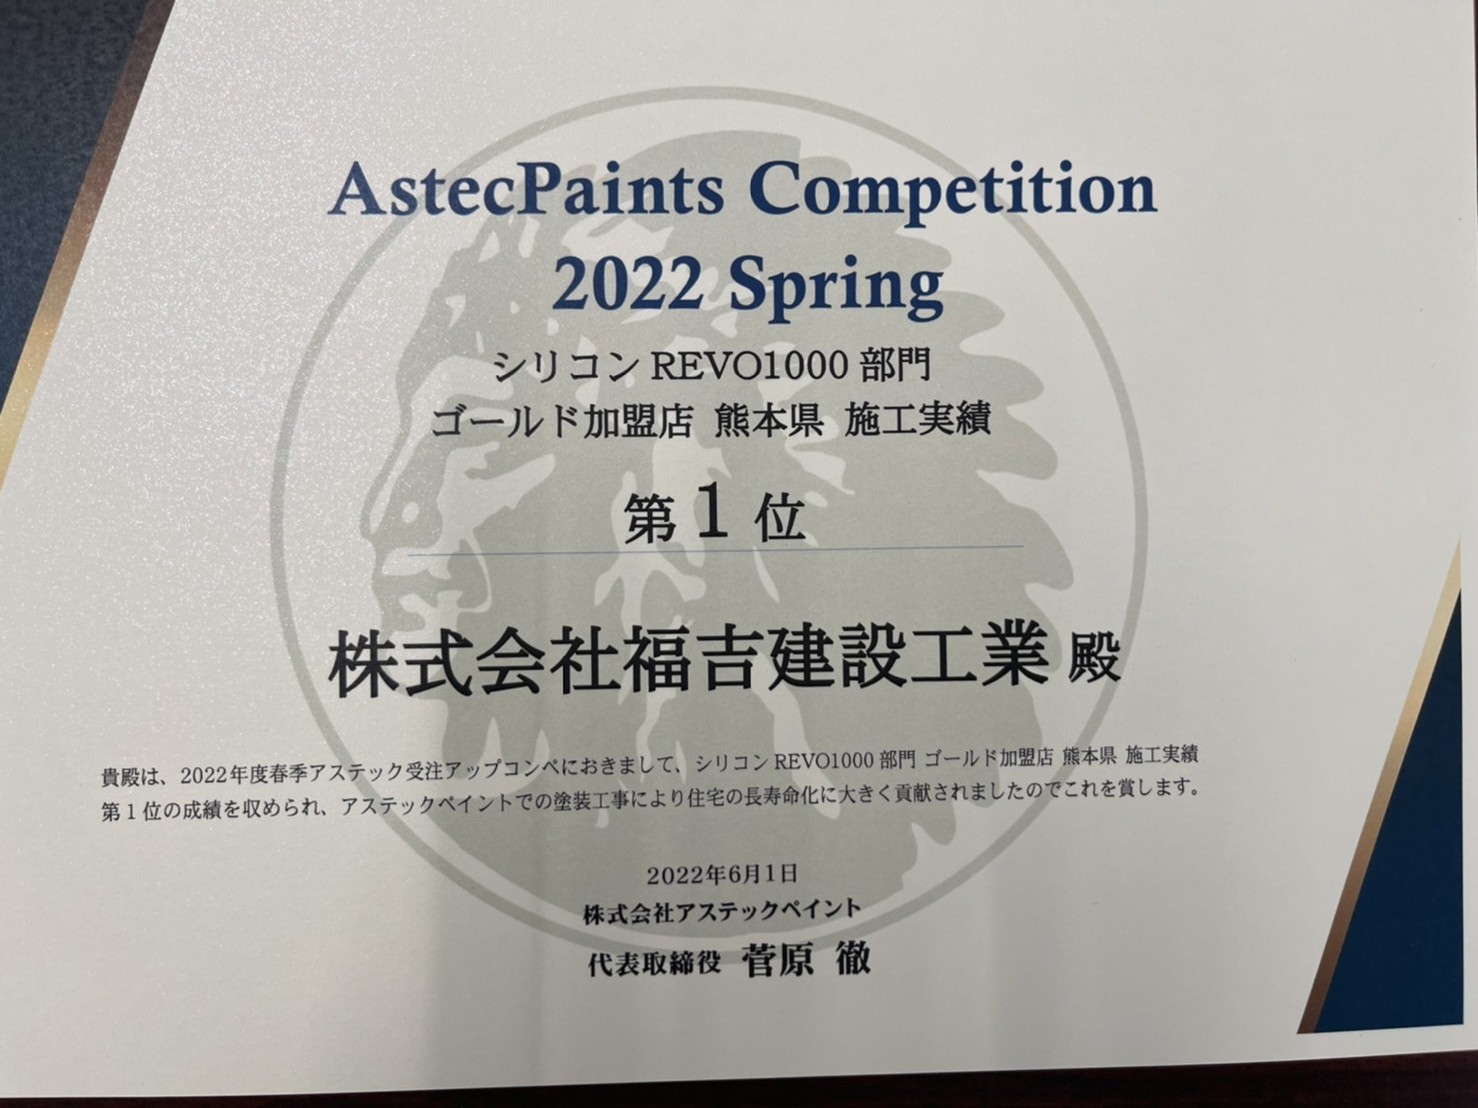 AstecPaints Competition
2022 Spring
シリコン REVO1000 部門
ゴールド加盟店 熊本県 施工実績
第 1 位
株式会社福吉建設工業 殿
貴殿は、2022年度春季アステック受注アップコンペにおきまして、シリコン REVO1000 部門 ゴールド加盟店 熊本県 施工実績
第 1 位の成績を収められ、アステックペイントでの塗装工事により住宅の長寿命化に大きく貢献されましたのでこれを賞します。
2022年6月1日
株式会社アステックペイント
代表取締役 菅原 徹